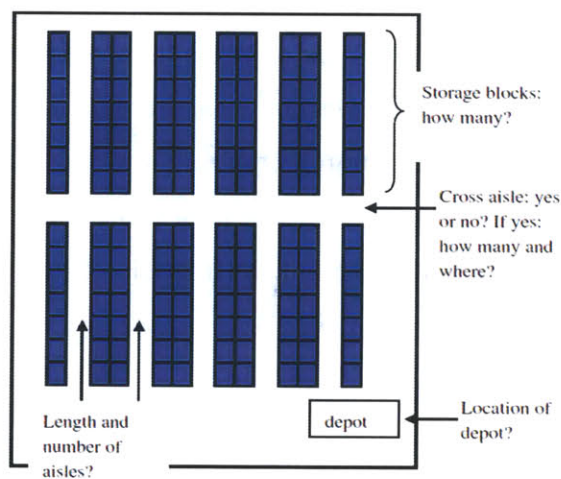 Storage blocks:
how many?
Cross aisle: yes
or no? If yes:
how many and
where?
Length and
number of
aisles?
depot
Location of
depot?